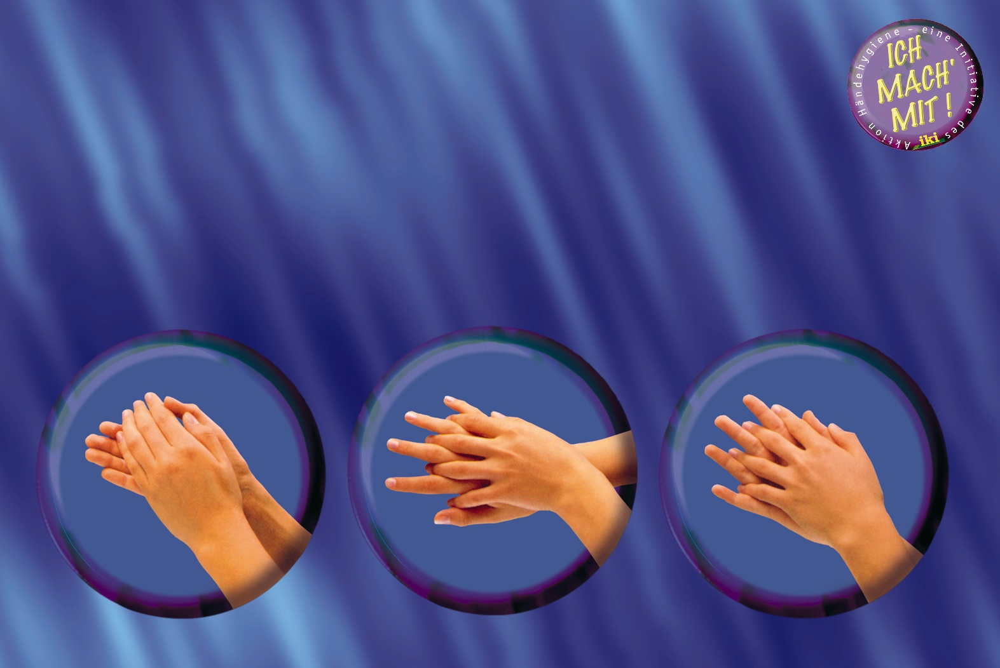 Aktion Händehygiene - eine Initiative des
iki
ICH
MACH'
MIT !